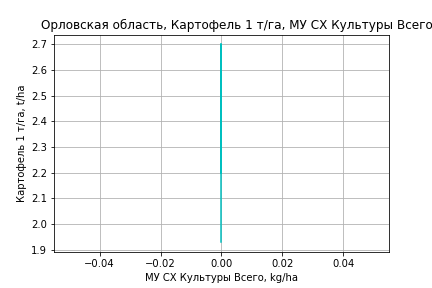 Орловская область, Картофель 1 т/га, МУ СХ Культуры Всего
2.7
2.6
2.5
2.4
2.3
2.2
2.1
2.0
1.9
Картофель 1 т/га, t/ha
−0.04 −0.02 0.00 0.02 0.04
МУ СХ Культуры Всего, kg/ha